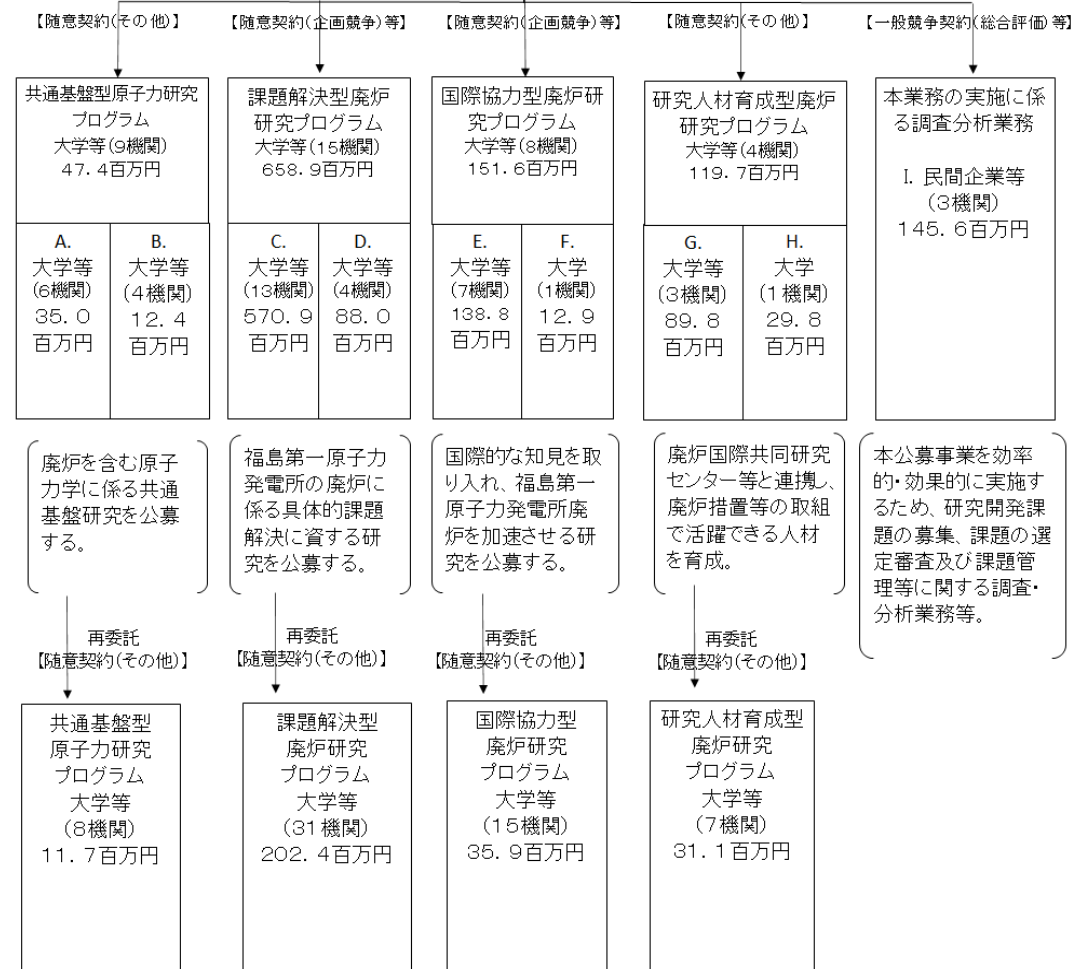 【随意契約(その他)】
【随意契約(企画競争)等】
【随意契約(企画競争)等】
【随意契約(その他)】
【一般競争契約(総合評価)等】
共通基盤型原子力研究
プログラム
大学等(9機関)
47.4百万円
課題解決型廃炉
研究プログラム
大学等(15機関)
658.9百万円
国際協力型廃炉研
究プログラム
大学等(8機関)
151.6百万円
研究人材育成型廃炉
研究プログラム
大学等(4機関)
119.7百万円
本業務の実施に係
る調査分析業務
I. 民間企業等
(3機関)
145.6百万円
A.
大学等
(6機関)
35.0
百万円
B.
大学等
(4機関)
12.4
百万円
C.
大学等
(13機関)
570.9
百万円
D.
大学等
(4機関)
88.0
百万円
E.
大学等
(7機関)
138.8
百万円
F.
大学
(1機関)
12.9
百万円
G.
大学等
(3機関)
89.8
百万円
H.
大学
(1機関)
29.8
百万円
廃炉を含む原子
力学に係る共通
基盤研究を公募
する。
福島第一原子力
発電所の廃炉に
係る具体的課題
解決に資する研
究を公募する。
国際的な知見を取
り入れ、福島第一
原子力発電所廃
炉を加速させる研
究を公募する。
廃炉国際共同研究
センター等と連携し、
廃炉措置等の取組
で活躍できる人材
を育成。
本公募事業を効率
的・効果的に実施す
るため、研究開発課
題の募集、課題の選
定審査及び課題管
理等に関する調査・
分析業務等。
再委託
【随意契約(その他)】
再委託
【随意契約(その他)】
再委託
【随意契約(その他)】
再委託
【随意契約(その他)】
共通基盤型
原子力研究
プログラム
大学等
(8機関)
11.7百万円
課題解決型
廃炉研究
プログラム
大学等
(31機関)
202.4百万円
国際協力型
廃炉研究
プログラム
大学等
(15機関)
35.9百万円
研究人材育成型
廃炉研究
プログラム
大学等
(7機関)
31.1百万円